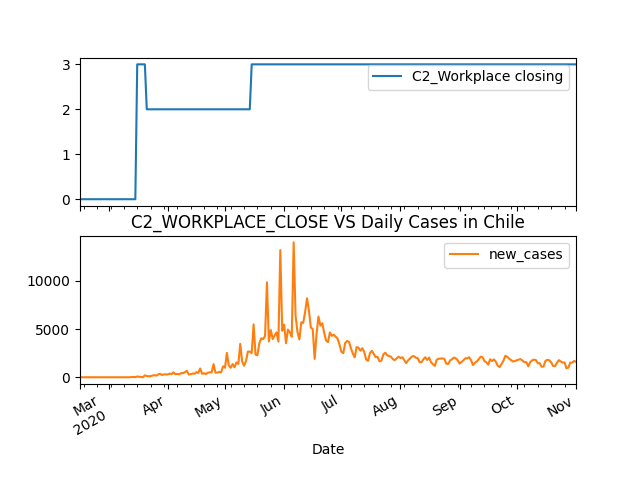 3
2
1
0
C2_Workplace closing
C2_WORKPLACE_CLOSE VS Daily Cases in Chile
10000
5000
0
new_cases
Mar
2020
Apr
May
Jun
Jul
Aug
Sep
Oct
Nov
Date